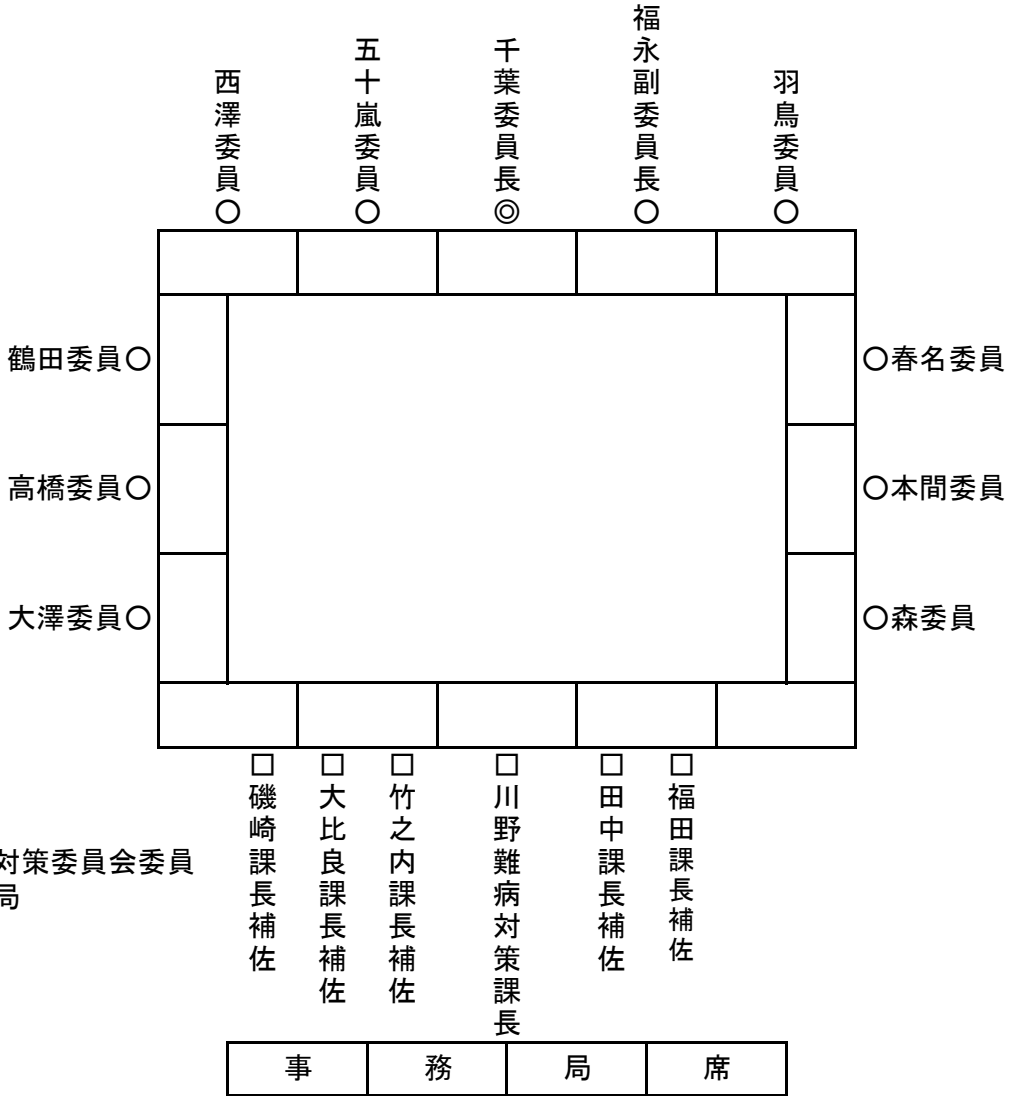 西澤委員○
五十嵐委員○
千葉委員長◎
福永副委員長○
羽鳥委員○
鶴田委員○
○春名委員
高橋委員○
○本間委員
大澤委員○
○森委員
□磯崎課長補佐
□大比良課長補佐
□竹之内課長補佐
□川野難病対策課長
□田中課長補佐
□福田課長補佐
対策委員会委員
局
事務局席